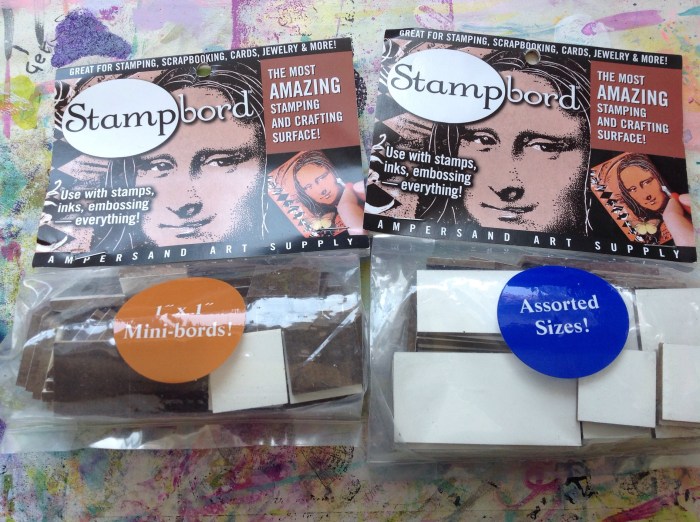 Get
GREAT FOR STAMPING, SCRAPBOOKING, CARDS, JEWELRY & MORE!
Stampbord
THE MOST
AMAZING
STAMPING
AND CRAFTING
SURFACE!
Use with stamps,
inks, embossing
everything!
AMPERSAND ART SUPPLY
1" x 1"
Mini-bords!
GREAT FOR STAMPING, SCRAPBOOKING, CARDS, JEWELRY & MORE!
Stampbord
THE MOST
AMAZING
STAMPING
AND CRAFTING
SURFACE!
Use with stamps,
inks, embossing
everything!
AMPERSAND ART SUPPLY
Assorted
Sizes!